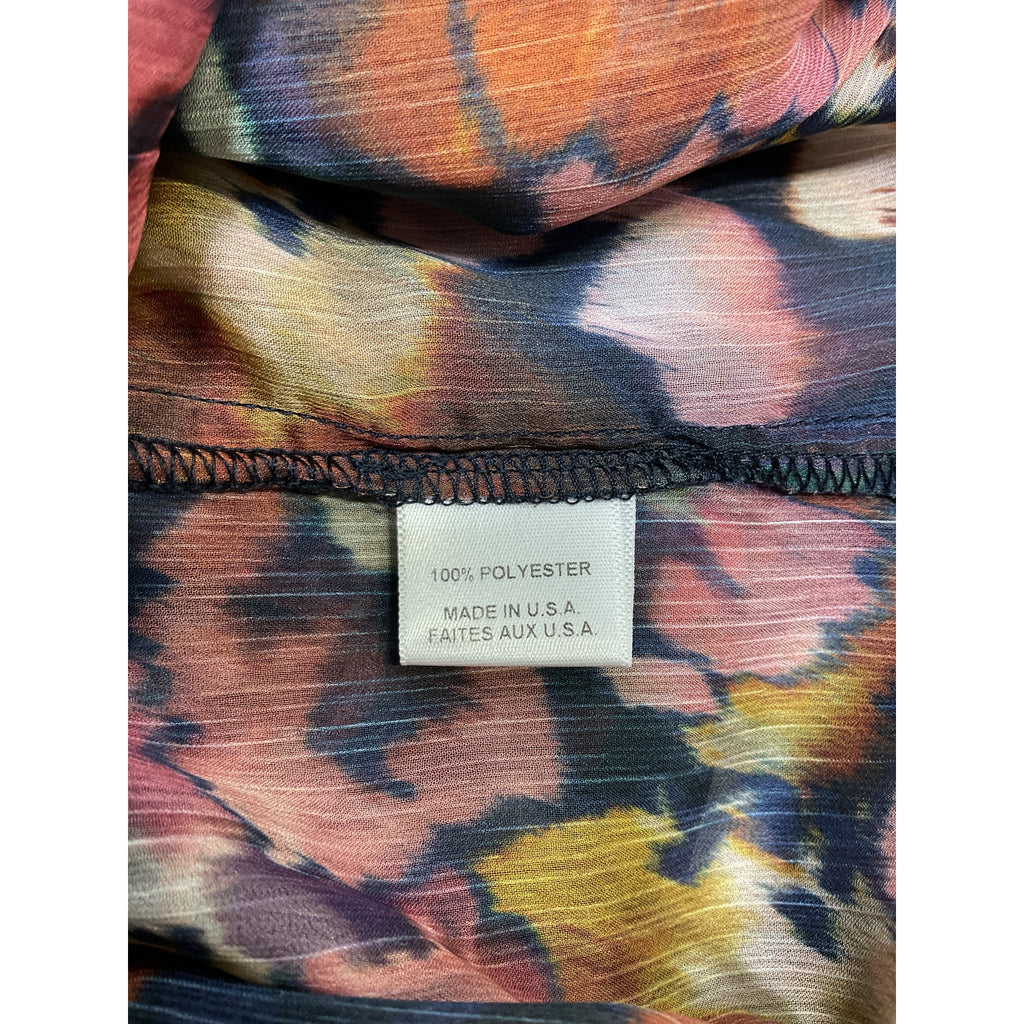 100% POLYESTER
MADE IN U.S.A.
FAITES AUX U.S.A.